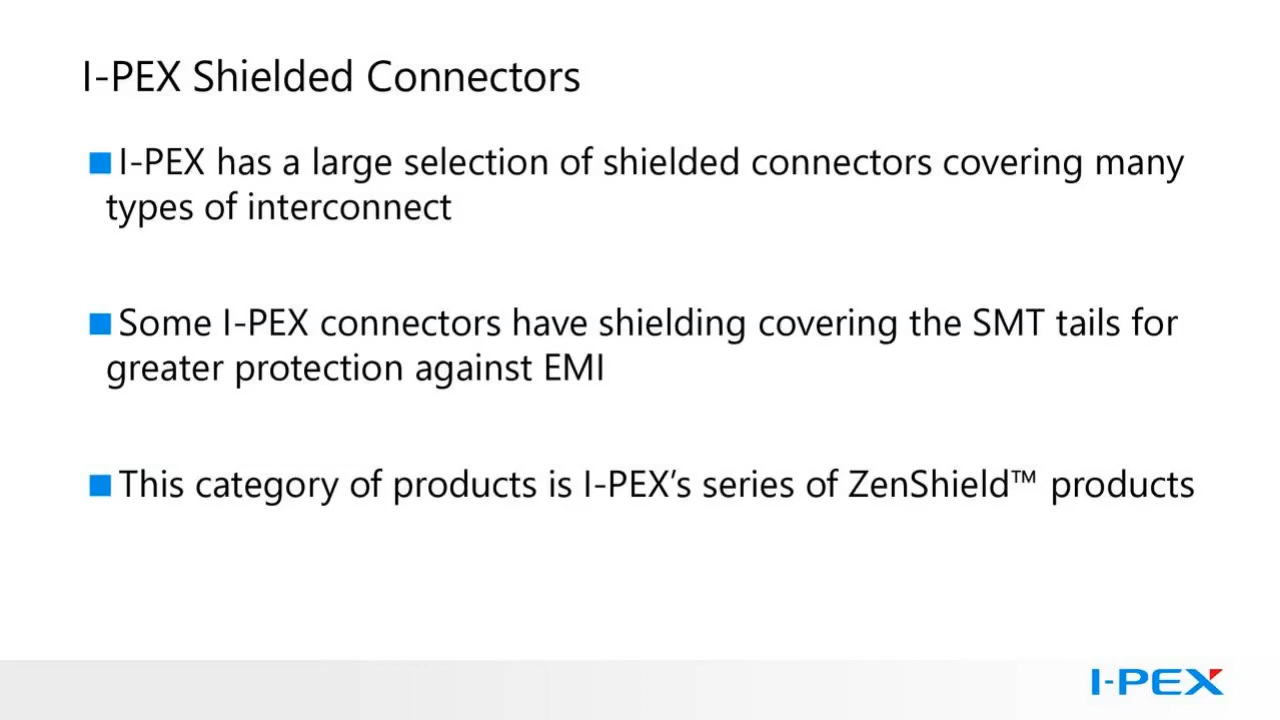 I-PEX Shielded Connectors
I-PEX has a large selection of shielded connectors covering many
types of interconnect
Some I-PEX connectors have shielding covering the SMT tails for
greater protection against EMI
This category of products is I-PEX’s series of ZenShield™ products
I-PEX